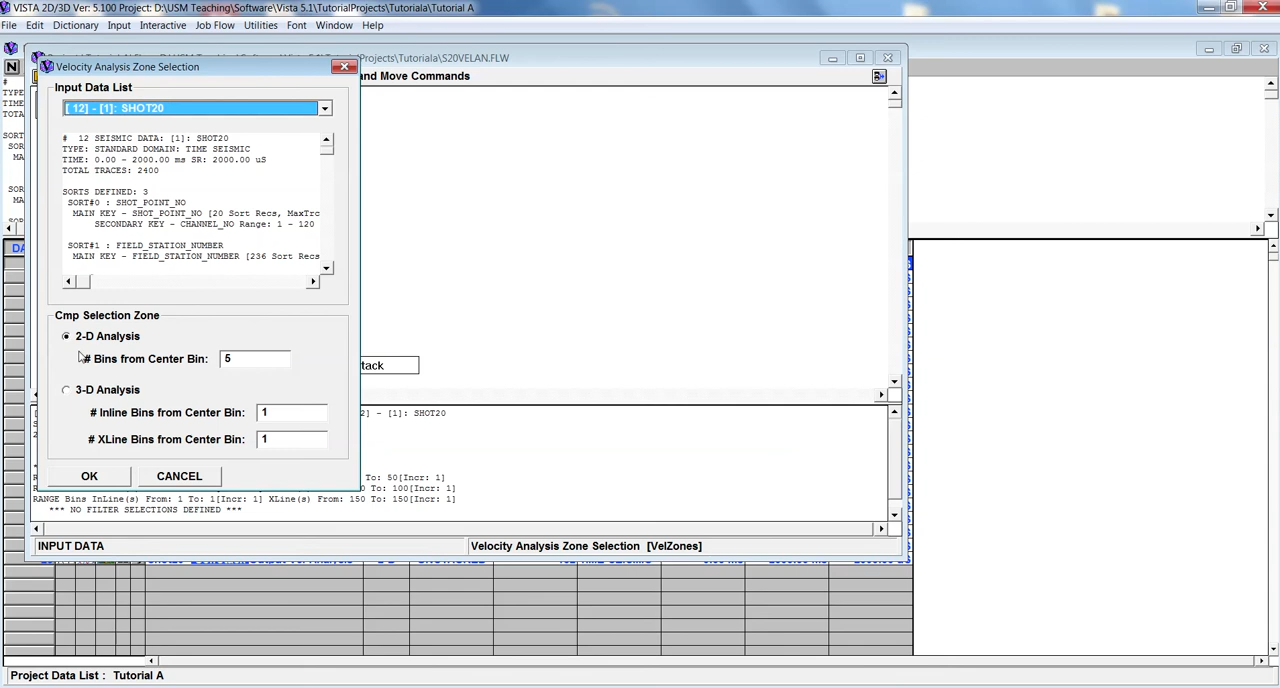 VISTA 2D/3D Ver: 5.100 Project: D:\USM Teaching\Software\Vista 5.1\TutorialProjects\Tutoriala\Tutorial A
File Edit Dictionary Input Interactive Job Flow Utilities Font Window Help
Projects\Tutoriala\S20VELAN.FLW
Velocity Analysis Zone Selection
and Move Commands
Input Data List
[ 12] - [1]: SHOT20
# 12 SEISMIC DATA: [1]: SHOT20
TYPE: STANDARD DOMAIN: TIME SEISMIC
TIME: 0.00 - 2000.00 ms SR: 2000.00 uS
TOTAL TRACES: 2400
SORTS DEFINED: 3
SORT#0 : SHOT_POINT_NO
MAIN KEY - SHOT_POINT_NO [20 Sort Recs, MaxTrc
SECONDARY KEY - CHANNEL_NO Range: 1 - 120
SORT#1 : FIELD_STATION_NUMBER
MAIN KEY - FIELD_STATION_NUMBER [236 Sort Recs
Cmp Selection Zone
2-D Analysis
# Bins from Center Bin: 5
tack
3-D Analysis
# Inline Bins from Center Bin: 1
2] - [1]: SHOT20
# XLine Bins from Center Bin: 1
OK CANCEL
To: 50[Incr: 1]
To: 100[Incr: 1]
RANGE Bins InLine(s) From: 1 To: 1[Incr: 1] XLine(s) From: 150 To: 150[Incr: 1]
*** NO FILTER SELECTIONS DEFINED ***
INPUT DATA Velocity Analysis Zone Selection [VelZones]
Project Data List : Tutorial A